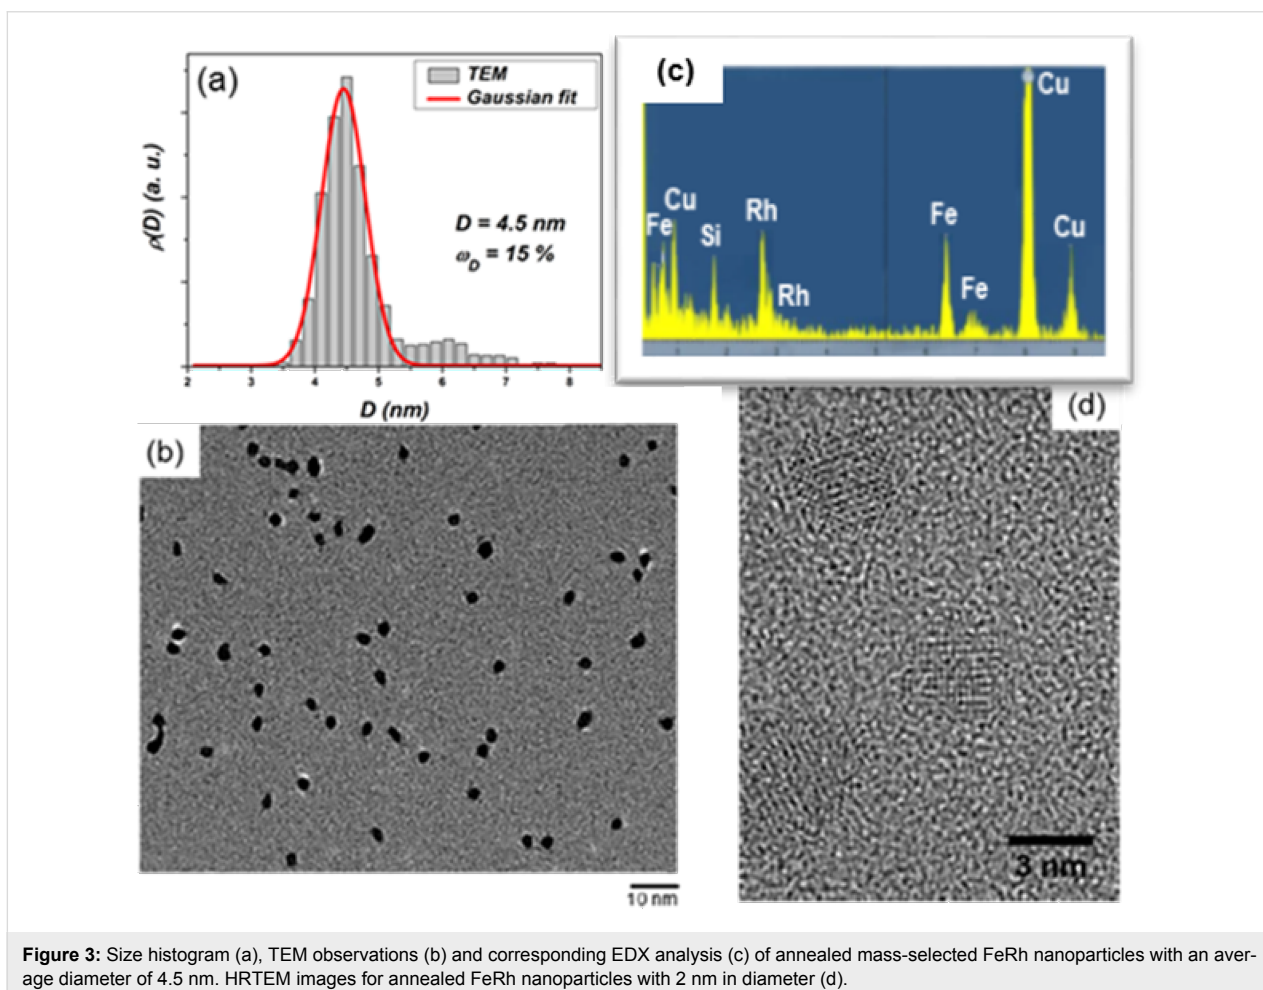 (a)
TEM
Gaussian fit
ρ(D) (a. u.)
D = 4.5 nm
ωD = 15 %
2 3 4 5 6 7 8
D (nm)
(c)
Cu
Fe
Cu
Si
Rh
Rh
Fe
Fe
Cu
(b)
10 nm
(d)
3 nm
Figure 3: Size histogram (a), TEM observations (b) and corresponding EDX analysis (c) of annealed mass-selected FeRh nanoparticles with an aver-
age diameter of 4.5 nm. HRTEM images for annealed FeRh nanoparticles with 2 nm in diameter (d).